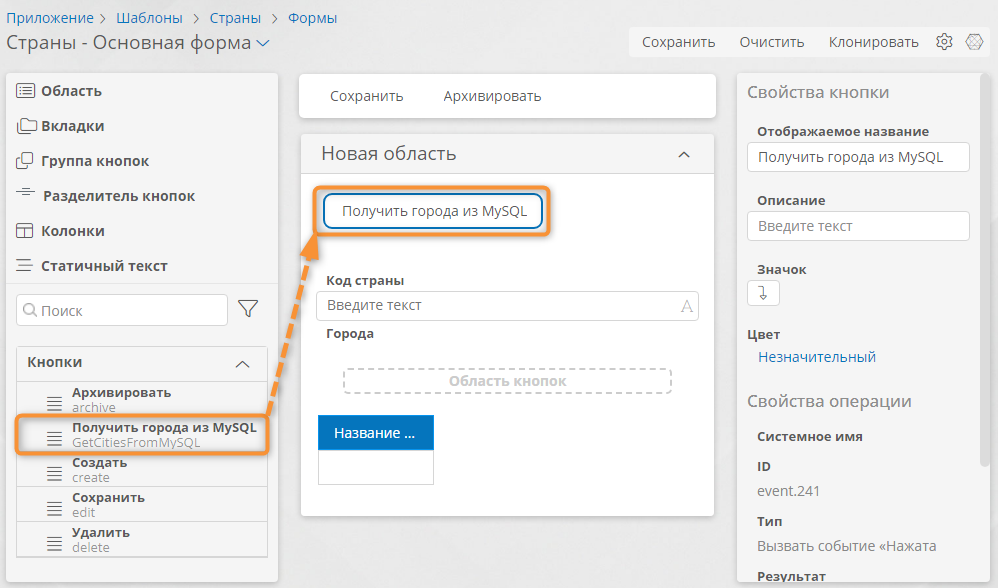 Приложение > Шаблоны > Страны > Формы
Страны - Основная форма
Сохранить Очистить Клонировать
Область
Вкладки
Группа кнопок
Разделитель кнопок
Колонки
Статичный текст
Поиск
Кнопки
Архивировать
archive
Получить города из MySQL
GetCitiesFromMySQL
Создать
create
Сохранить
edit
Удалить
delete
Сохранить Архивировать
Новая область
Получить города из MySQL
Код страны
Введите текст A
Города
Область кнопок
Название ...
Свойства кнопки
Отображаемое название
Получить города из MySQL
Описание
Введите текст
Значок
Цвет
Незначительный
Свойства операции
Системное имя
ID
event.241
Тип
Вызвать событие «Нажата
Результат